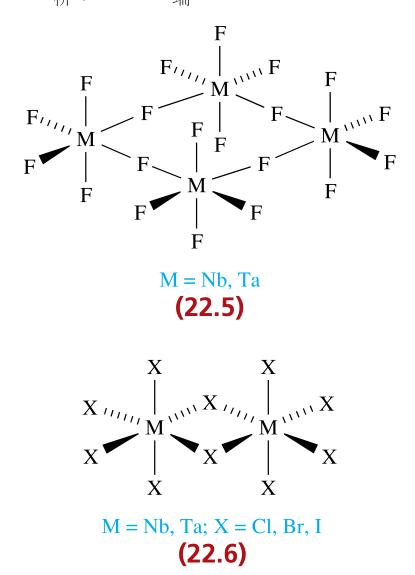 F
F F
F M F
F F F F
M F M
F
F F F F
F M F
F F
F
M = Nb, Ta
(22.5)
X X
X X X
M M
X X X
X X
M = Nb, Ta; X = Cl, Br, I
(22.6)